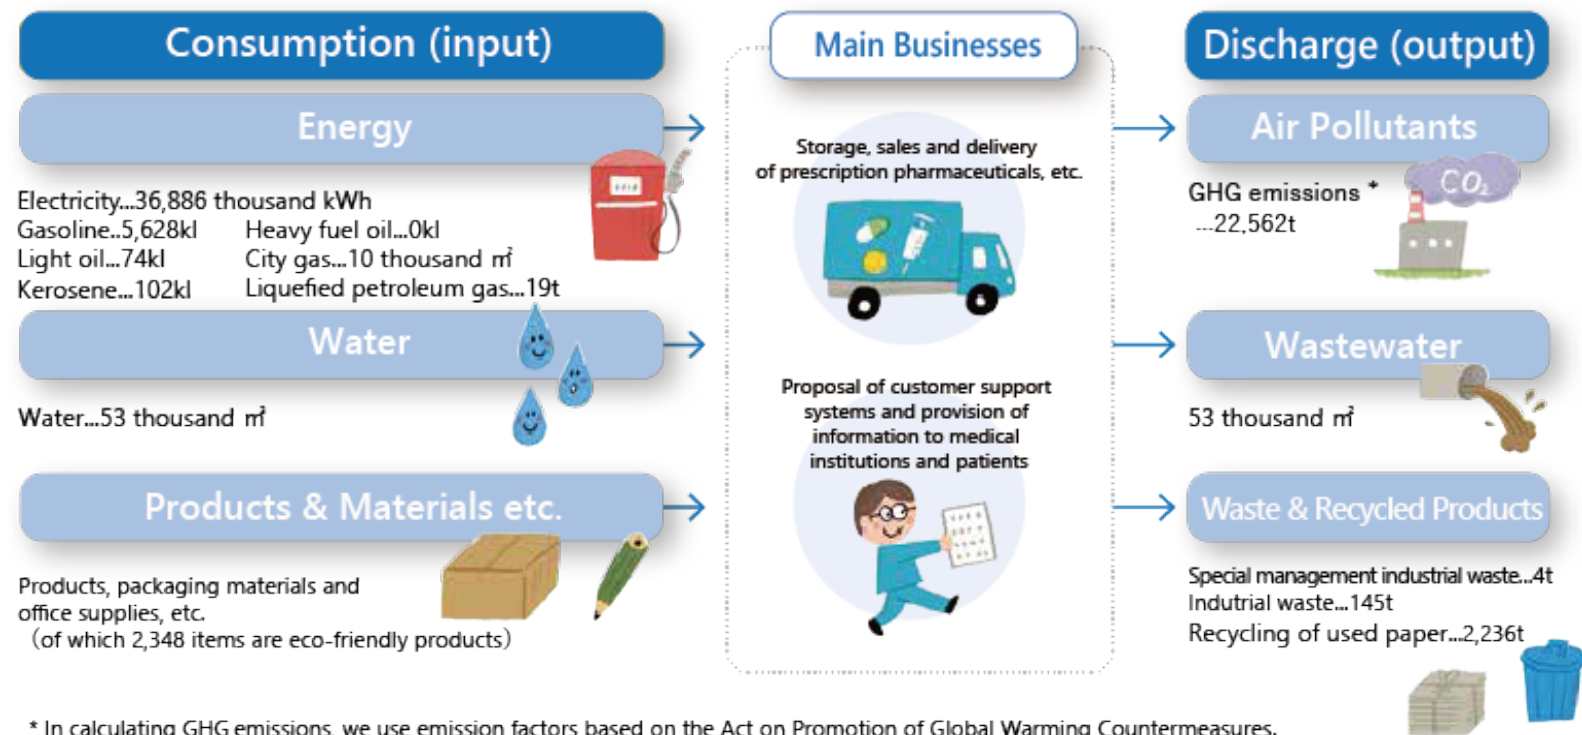 Consumption (input)
Energy
Electricity...36,886 thousand kWh
Gasoline..5,628kl
Heavy fuel oil...0kl
Light oil...74kl
City gas...10 thousand ㎥
Kerosene...102kl
Liquefied petroleum gas...19t
Water
Water...53 thousand ㎥
Products & Materials etc.
Products, packaging materials and
office supplies, etc.
(of which 2,348 items are eco-friendly products)
Main Businesses
Storage, sales and delivery
of prescription pharmaceuticals, etc.
Proposal of customer support
systems and provision of
information to medical
institutions and patients
Discharge (output)
Air Pollutants
GHG emissions *
...22,562t
CO₂
Wastewater
53 thousand ㎥
Waste & Recycled Products
Special management industrial waste...4t
Indutrial waste...145t
Recycling of used paper...2,236t
* In calculating GHG emissions, we use emission factors based on the Act on Promotion of Global Warming Countermeasures.